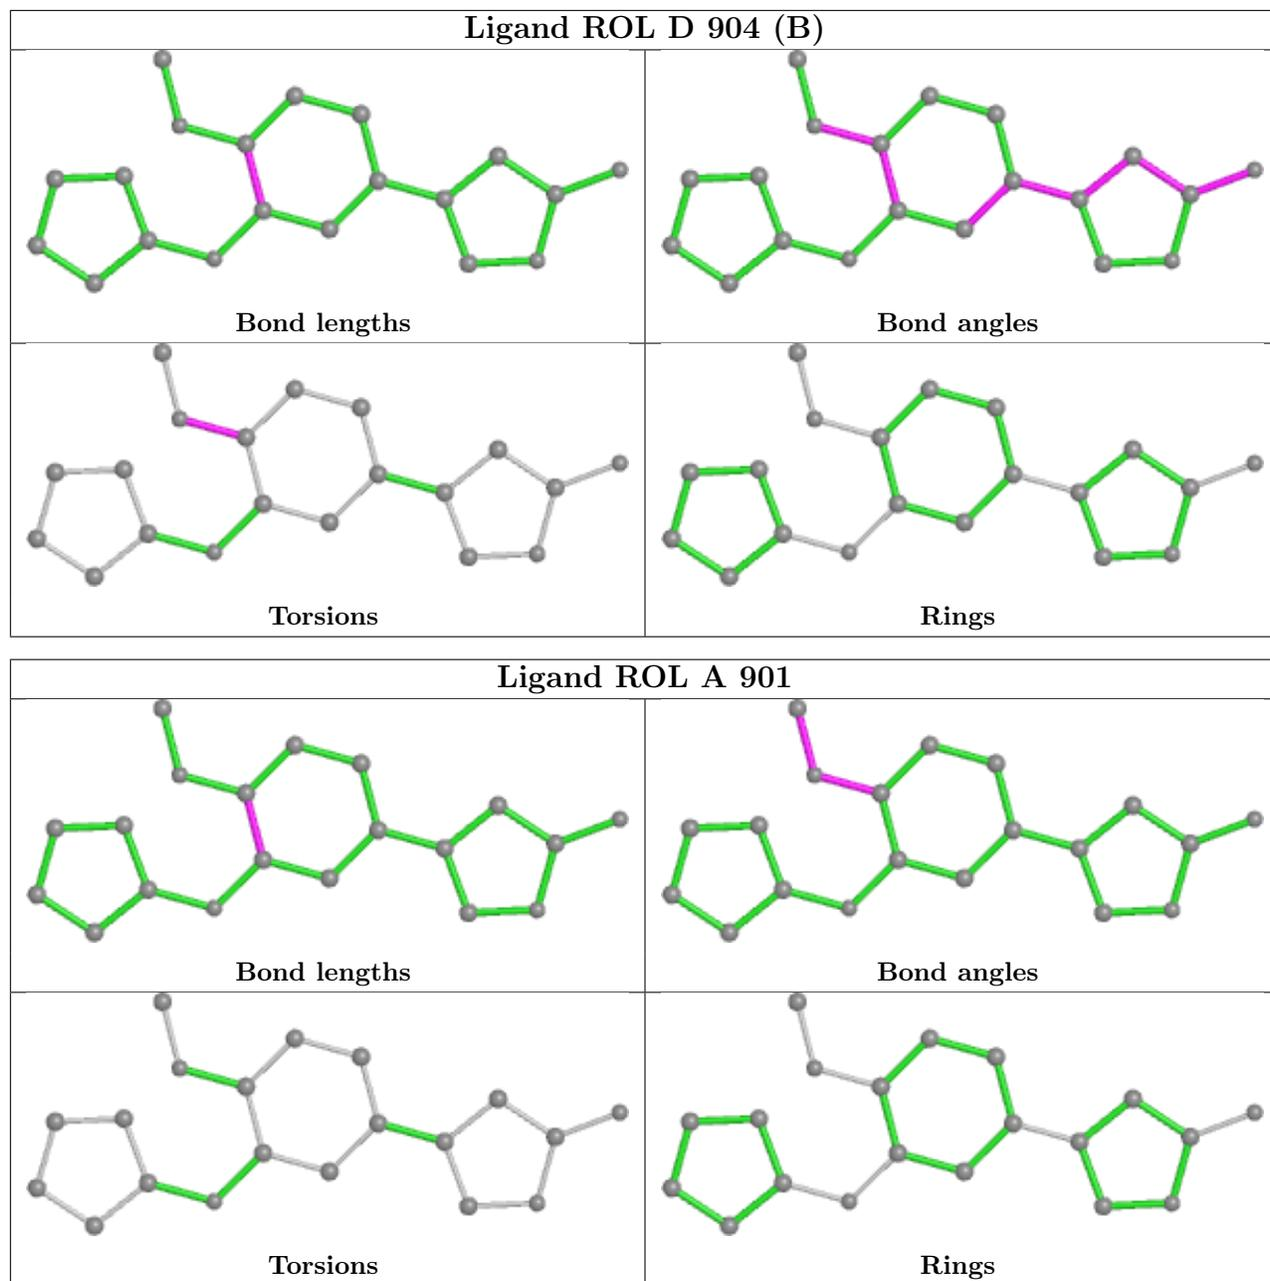 Ligand ROL D 904 (B)
Bond lengths
Bond angles
Torsions
Rings
Ligand ROL A 901
Bond lengths
Bond angles
Torsions
Rings